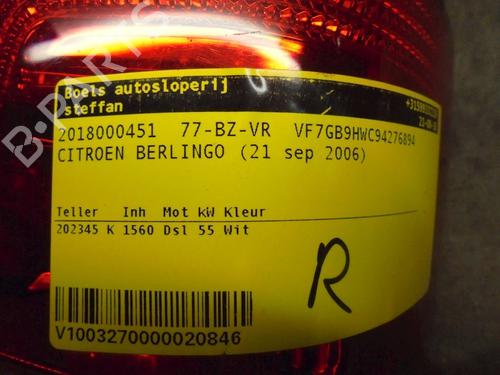 Boels autosloperij
steffan
2018000451 77-BZ-VR VF7GB9HWC94276894
CITROEN BERLINGO (21 sep 2006)
Teller Inh Mot kW Kleur
202345 K 1560 Dsl 55 Wit
R
V1003270000020846
B-PARTS